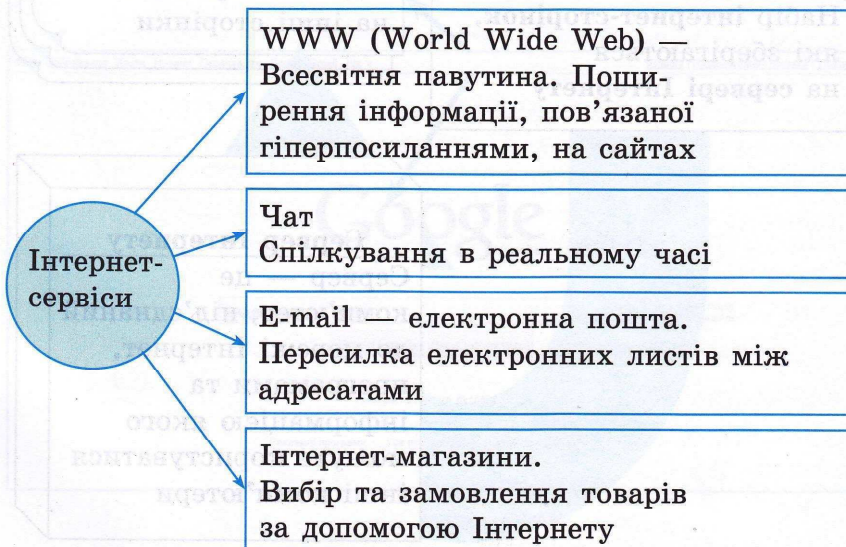 WWW (World Wide Web) —
Всесвітня павутина. Поши-
рення інформації, пов’язаної
гіперпосиланнями, на сайтах
Чат
Спілкування в реальному часі
Інтернет-
сервіси
E-mail — електронна пошта.
Пересилка електронних листів між
адресатами
Інтернет-магазини.
Вибір та замовлення товарів
за допомогою Інтернету